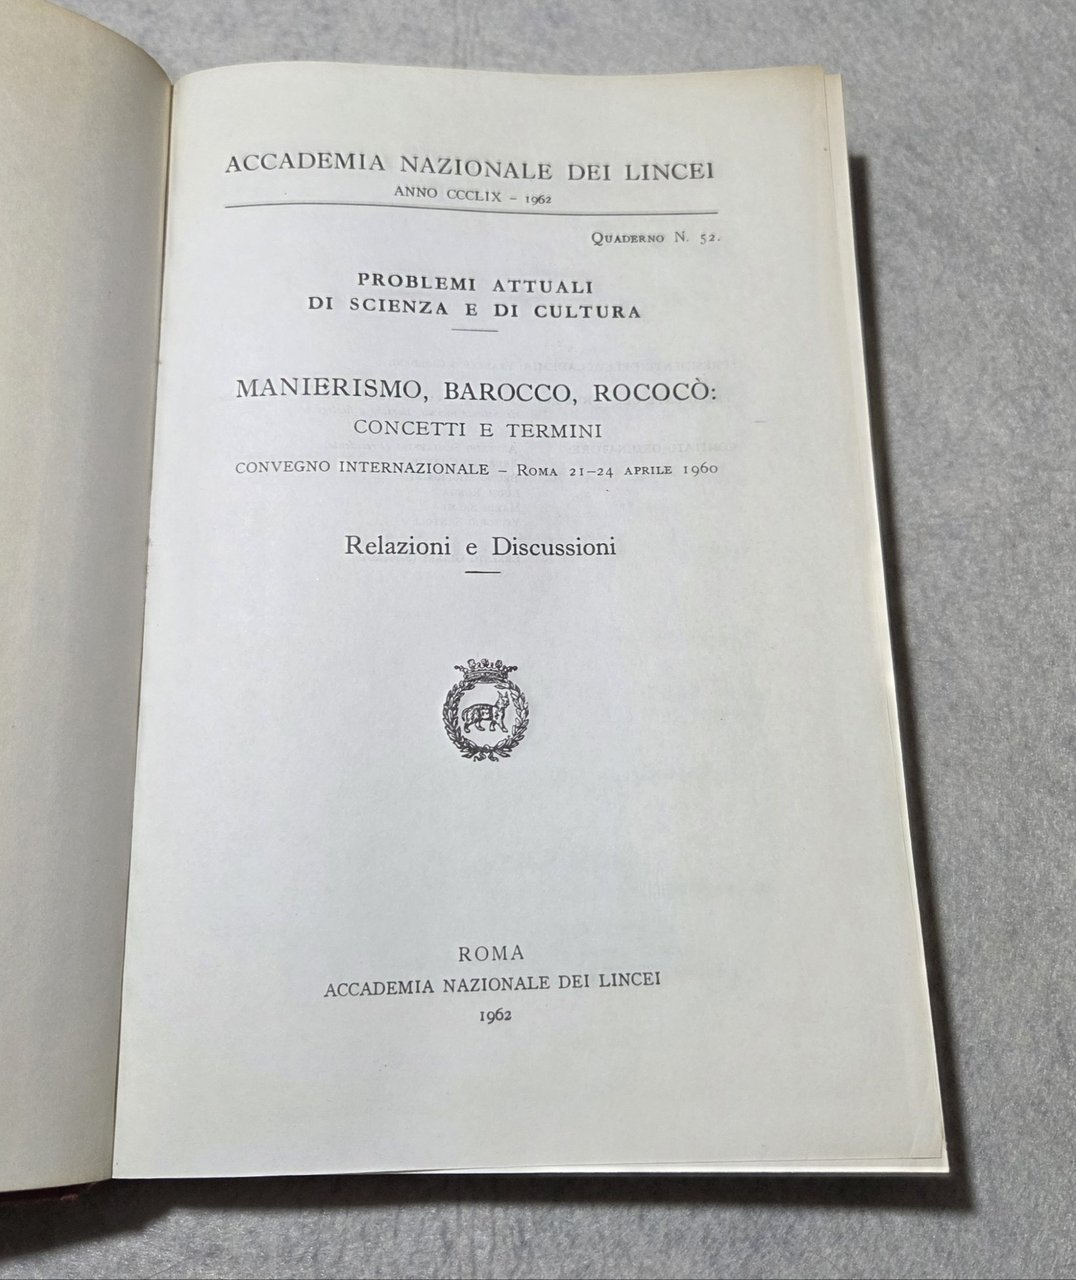 ACCADEMIA NAZIONALE DEI LINCEI
ANNO CCCLIX – 1962
QUADERNO N. 52.
PROBLEMI ATTUALI
DI SCIENZA E DI CULTURA
MANIERISMO, BAROCCO, ROCOCÒ:
CONCETTI E TERMINI
CONVEGNO INTERNAZIONALE – ROMA 21–24 APRILE 1960
Relazioni e Discussioni
ROMA
ACCADEMIA NAZIONALE DEI LINCEI
1962